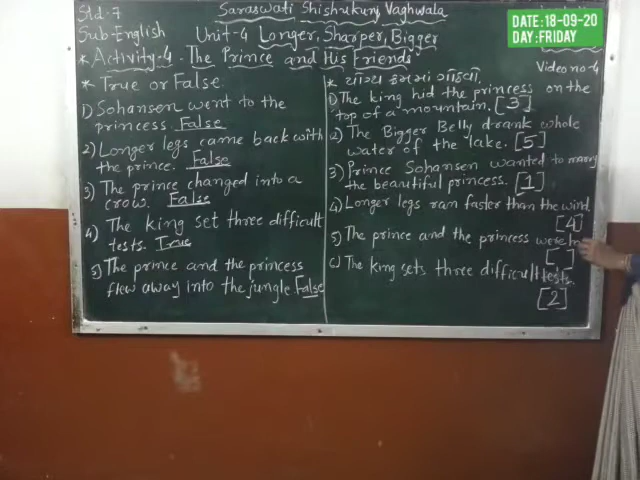 Std-7
Saraswati Shishukunj, Vaghwala
DATE:18-09-20
DAY:FRIDAY
Sub-English
Unit-4 Longer, Sharper, Bigger
* Activity-4. "The Prince and His Friends"
Video no-4
* True or False
1) Sohansen went to the
princess. False
2) Longer legs came back with
the prince. False
3) The prince changed into a
crow. False
4) The king set three difficult
tests. True
5) The prince and the princess
flew away into the jungle False
* યોગ્ય ક્રમમાં ગોઠવો.
1) The king hid the princess on the
top of a mountain. [3]
2) The Bigger Belly drank whole
water of the lake. [5]
3) Prince Sohansen wanted to marry
the beautiful princess. [1]
4) Longer legs ran faster than the wind.
[4]
5) The prince and the princess were
[ ]
6) The king sets three difficult tests.
[2]